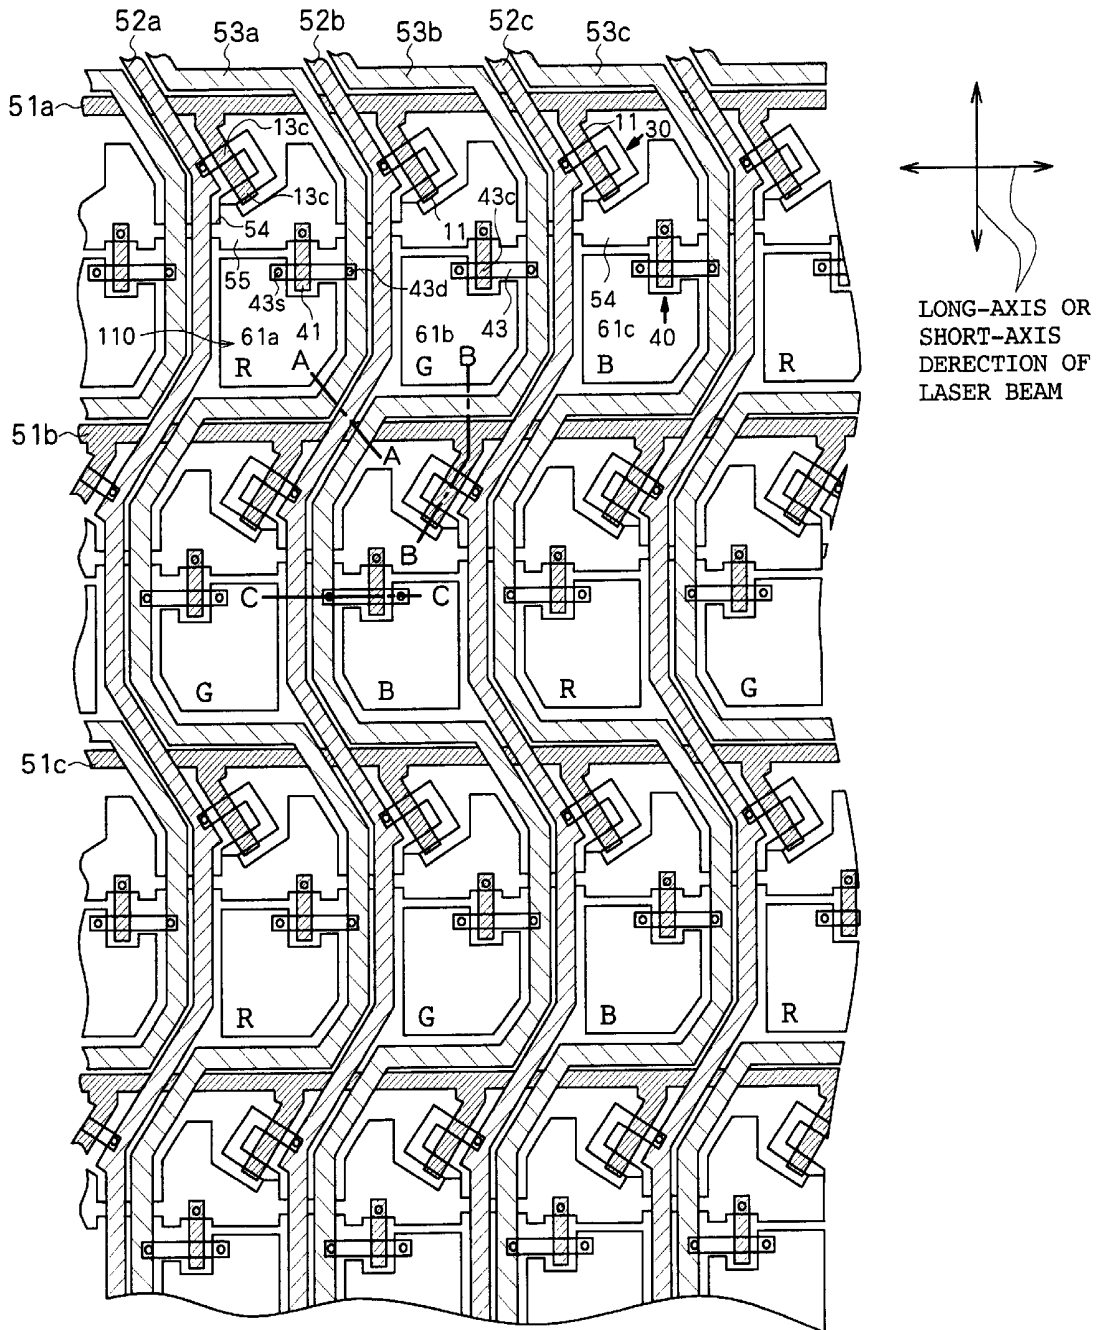 52a 53a 52b 53b 52c 53c
51a
13c 11 30
13c 43c
54 11
55 54
43s 43d
41 43 40
110 61a 61b 61c
LONG-AXIS OR
SHORT-AXIS
DERECTION OF
LASER BEAM
R G B R
A B
51b
A
B
C C
G B R G
51c
R G B R